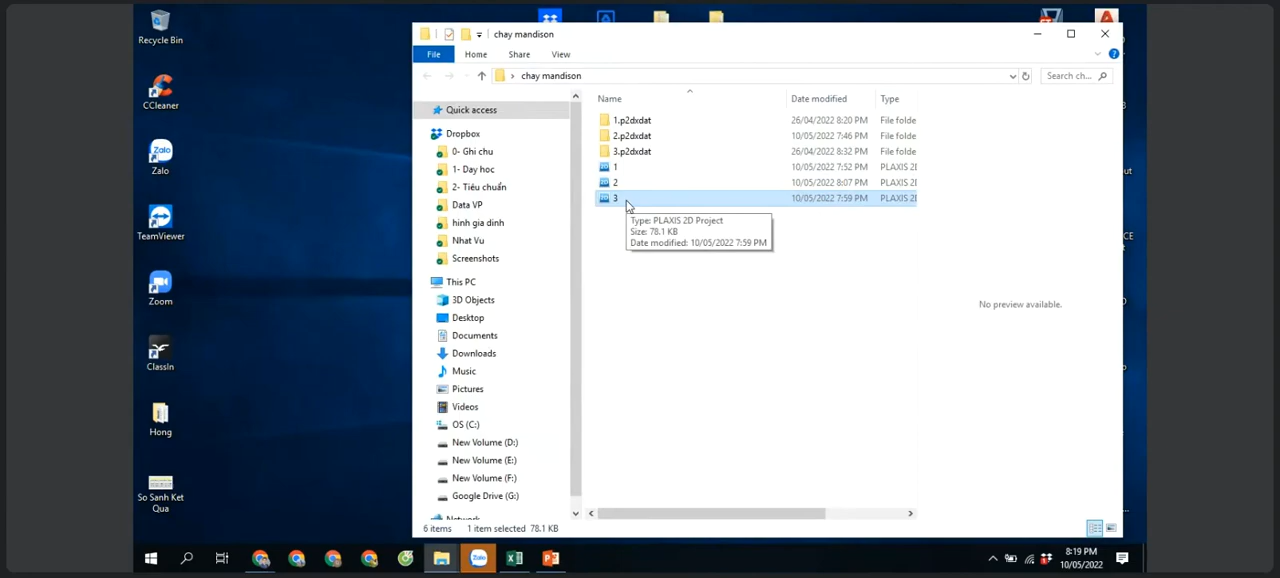 Recycle Bin
CCleaner
Zalo
Zalo
TeamViewer
Zoom
ClassIn
Hong
So Sanh Ket
Qua
chay mandison
File Home Share View
chay mandison
Search ch...
Quick access
Dropbox
0- Ghi chu
1- Day hoc
2- Tiêu chuẩn
Data VP
hinh gia dinh
Nhat Vu
Screenshots
This PC
3D Objects
Desktop
Documents
Downloads
Music
Pictures
Videos
OS (C:)
New Volume (D:)
New Volume (E:)
New Volume (F:)
Google Drive (G:)
Network
Name Date modified Type
1.p2dxdat 26/04/2022 8:20 PM File folde
2.p2dxdat 10/05/2022 7:46 PM File folde
3.p2dxdat 26/04/2022 8:32 PM File folde
1 10/05/2022 7:52 PM PLAXIS 2D
2 10/05/2022 8:07 PM PLAXIS 2D
3 10/05/2022 7:59 PM PLAXIS 2D
Type: PLAXIS 2D Project
Size: 78.1 KB
Date modified: 10/05/2022 7:59 PM
No preview available.
6 items 1 item selected 78.1 KB
Zalo
8:19 PM
10/05/2022